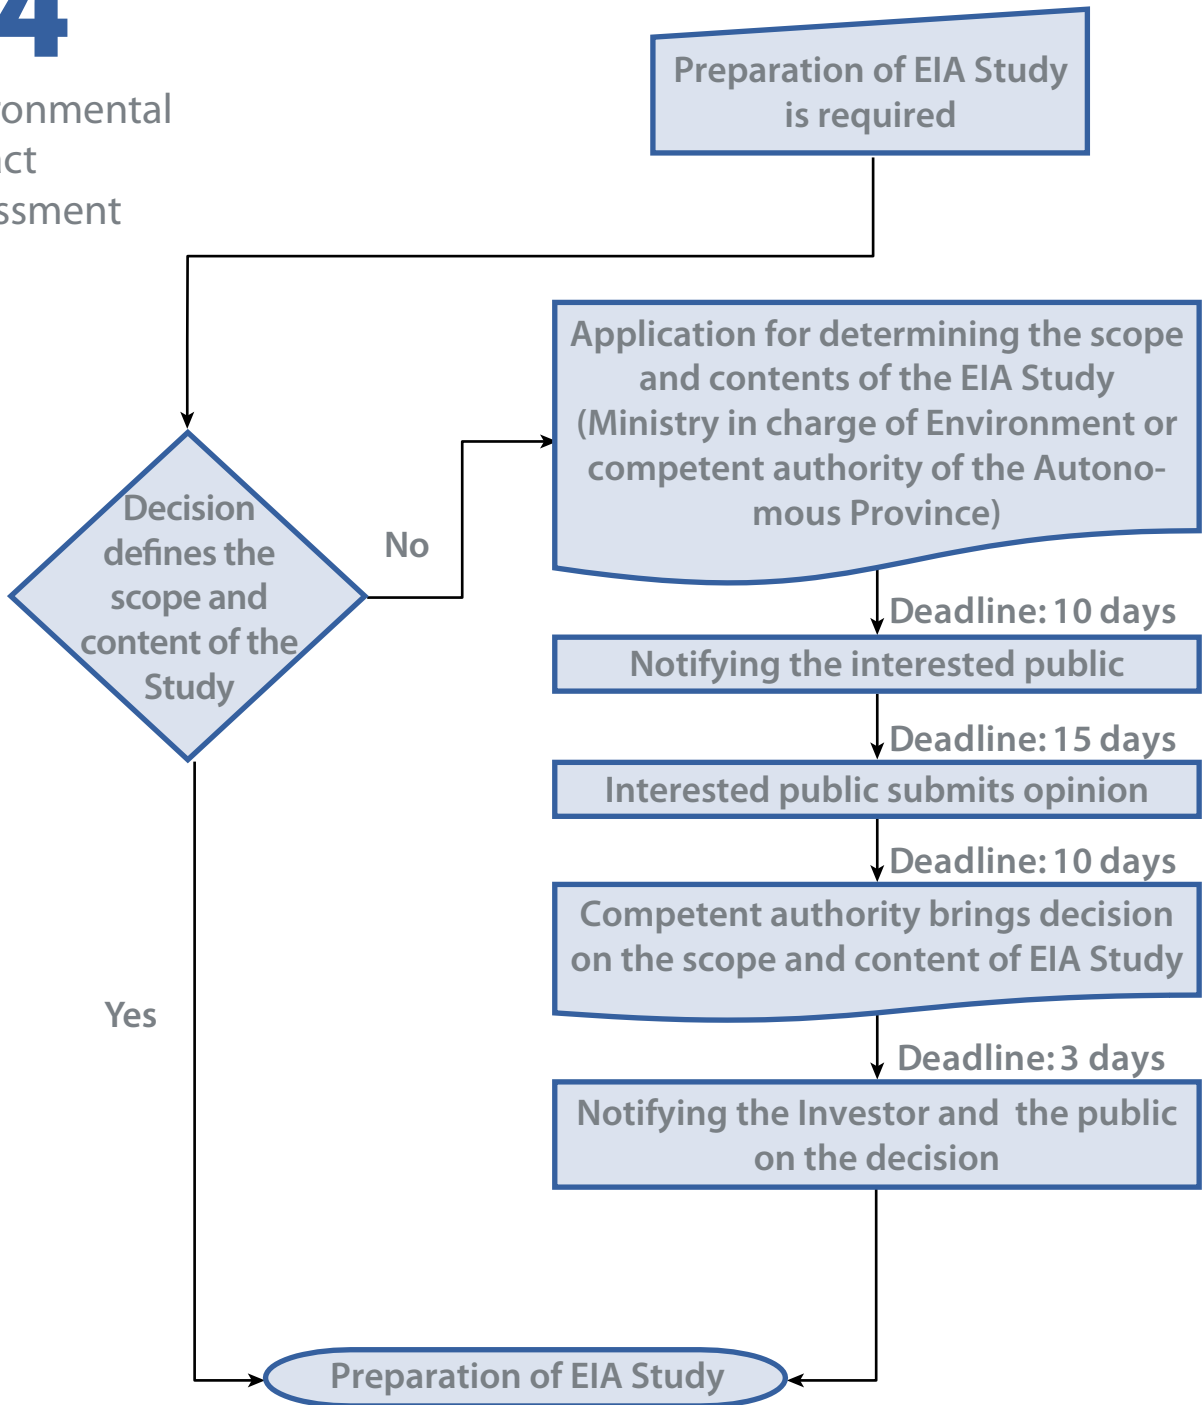 4
Preparation of EIA Study
is required
Application for determining the scope
and contents of the EIA Study
(Ministry in charge of Environment or
competent authority of the Autono-
mous Province)
Decision
defines the
scope and
content of the
Study
No
Deadline: 10 days
Notifying the interested public
Deadline: 15 days
Interested public submits opinion
Deadline: 10 days
Competent authority brings decision
on the scope and content of EIA Study
Yes
Deadline: 3 days
Notifying the Investor and the public
on the decision
Preparation of EIA Study